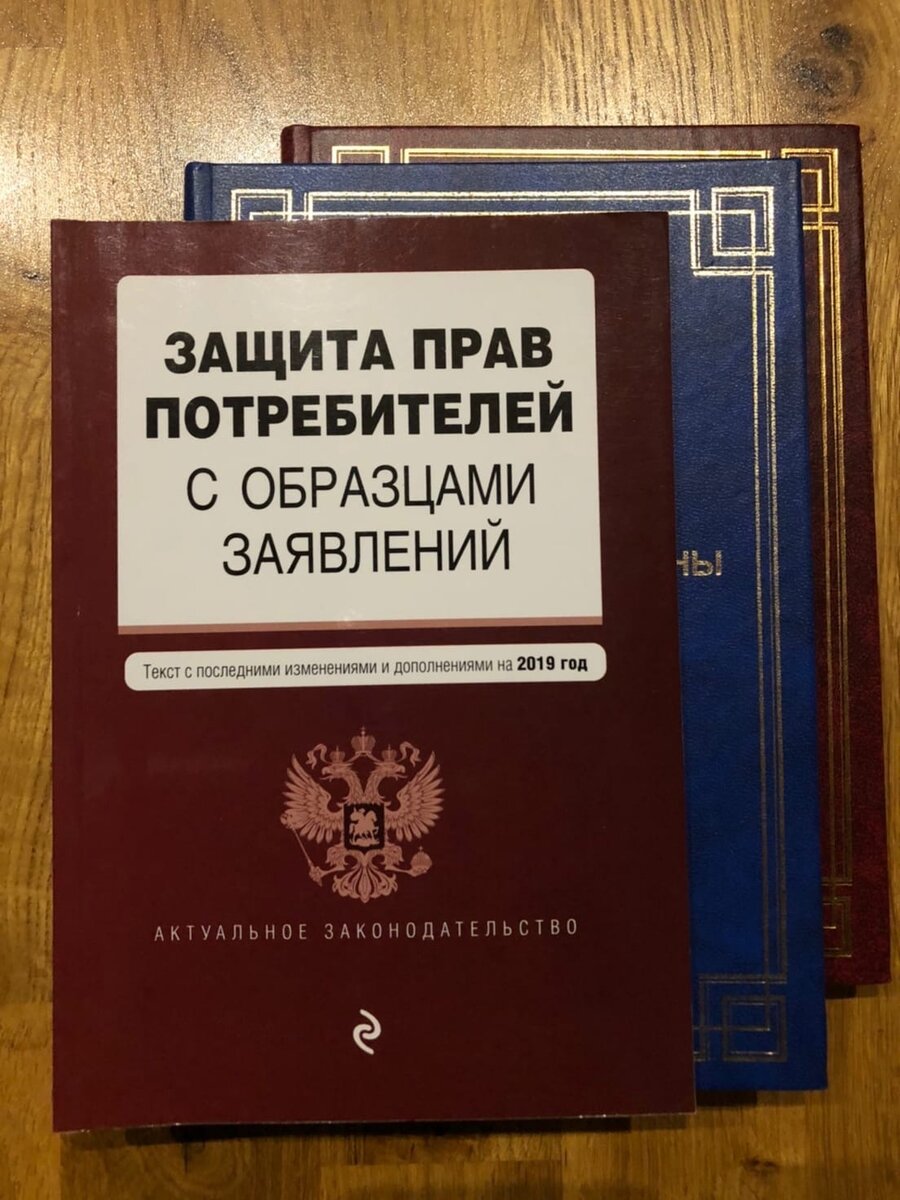 ЗАЩИТА ПРАВ
ПОТРЕБИТЕЛЕЙ
С ОБРАЗЦАМИ
ЗАЯВЛЕНИЙ
Текст с последними изменениями и дополнениями на 2019 год
АКТУАЛЬНОЕ ЗАКОНОДАТЕЛЬСТВО